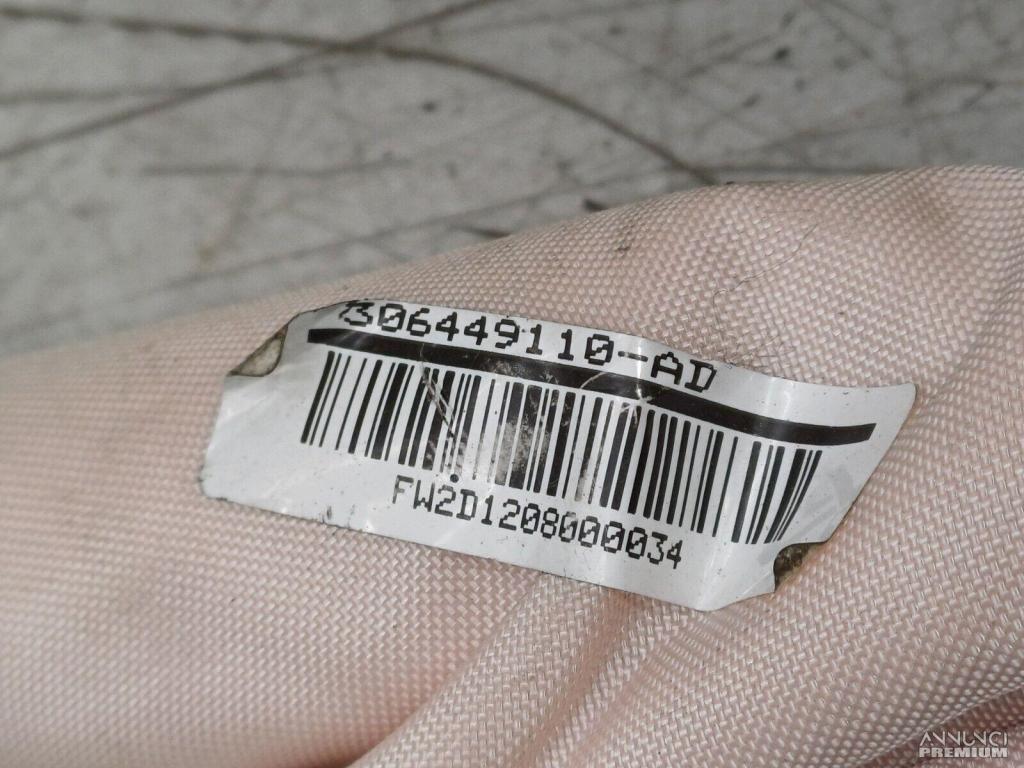 306449110-AD
FW2D1208000034
ANNUNCI
PREMIUM